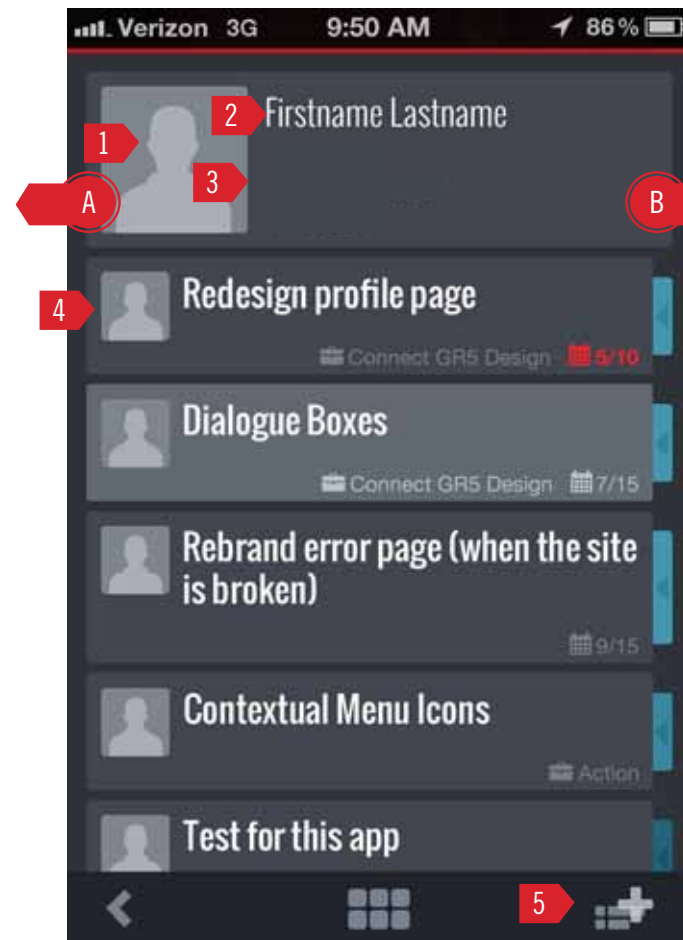 Verizon 3G 9:50 AM 86%
2 Firstname Lastname
1
3
A B
4 Redesign profile page
Connect GR5 Design 5/10
Dialogue Boxes
Connect GR5 Design 7/15
Rebrand error page (when the site
is broken)
9/15
Contextual Menu Icons
Action
Test for this app
5